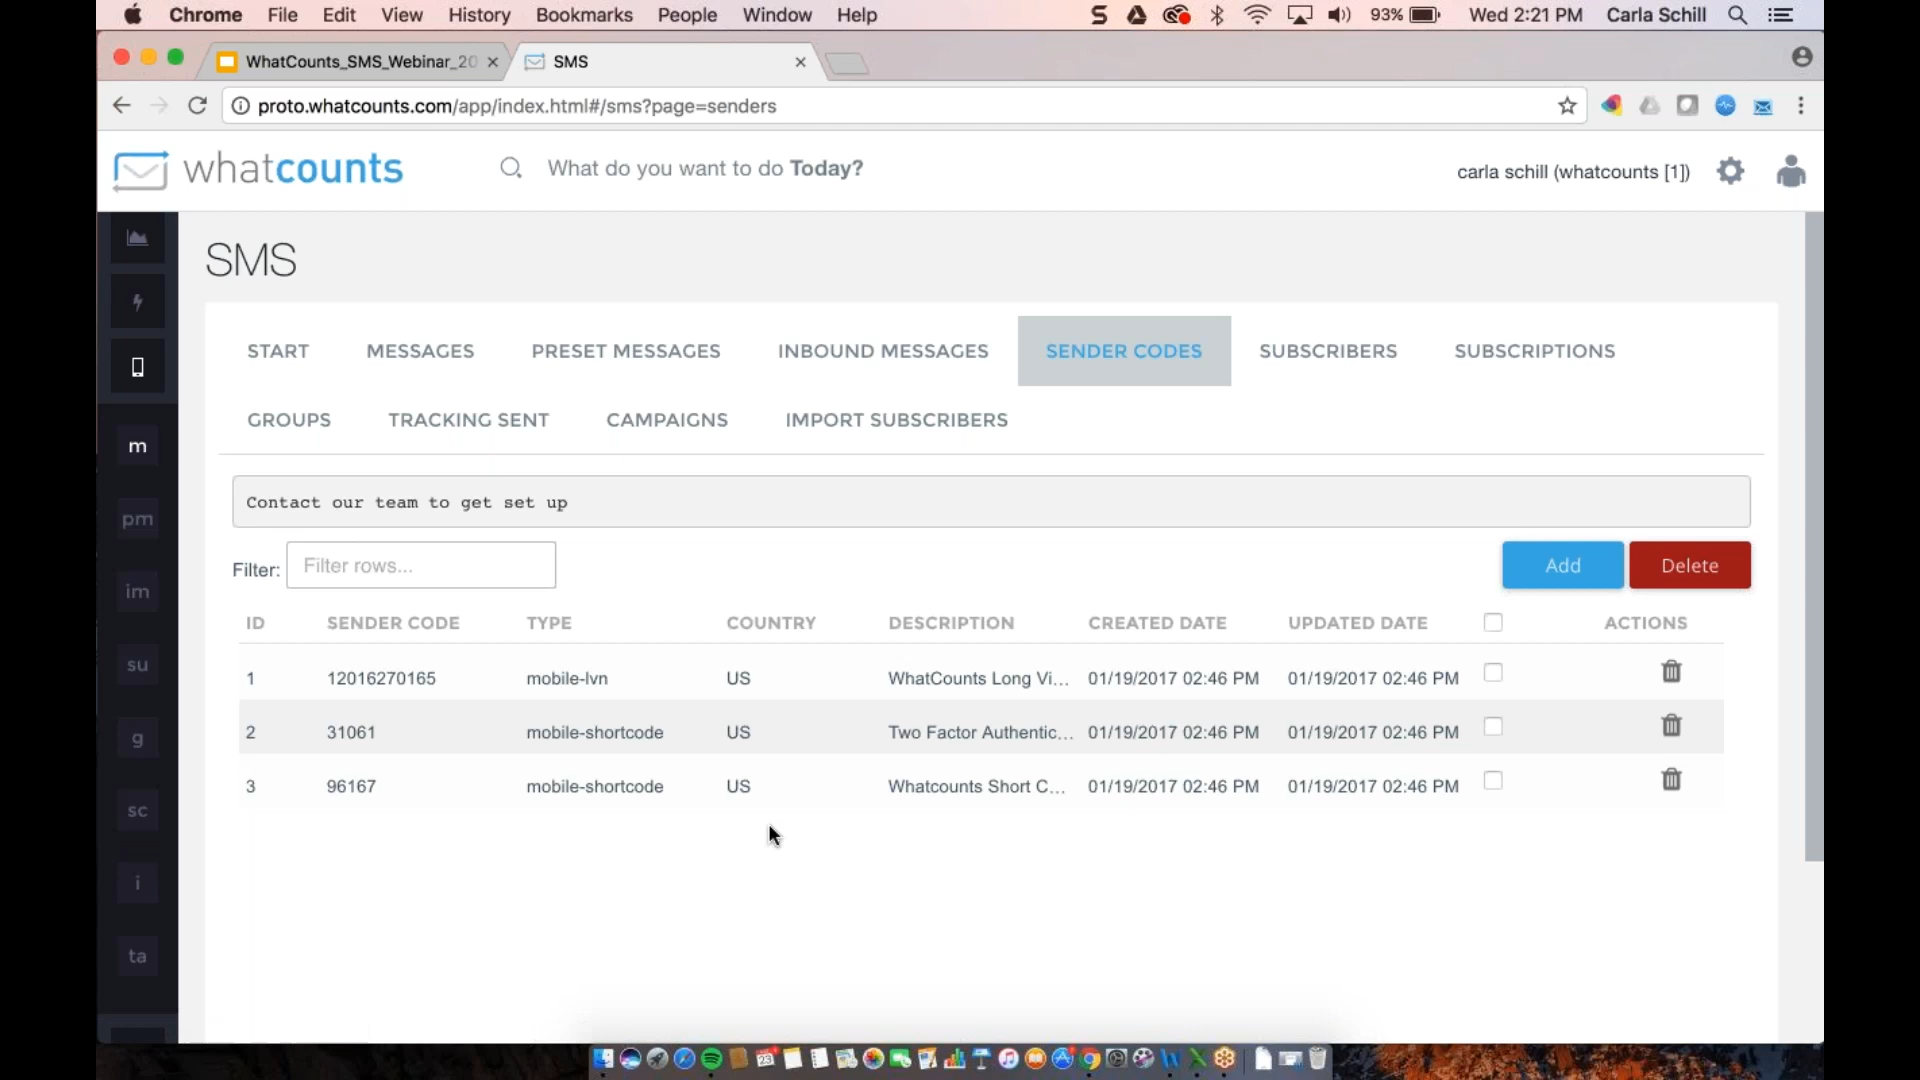 Chrome File Edit View History Bookmarks People Window Help 93% Wed 2:21 PM Carla Schill
WhatCounts_SMS_Webinar_20 SMS
proto.whatcounts.com/app/index.html#/sms?page=senders
whatcounts What do you want to do Today? carla schill (whatcounts [1])
SMS
START MESSAGES PRESET MESSAGES INBOUND MESSAGES SENDER CODES SUBSCRIBERS SUBSCRIPTIONS
GROUPS TRACKING SENT CAMPAIGNS IMPORT SUBSCRIBERS
m
pm
im
su
g
sc
i
ta
Contact our team to get set up
Filter: Filter rows... Add Delete
ID SENDER CODE TYPE COUNTRY DESCRIPTION CREATED DATE UPDATED DATE ACTIONS
1 12016270165 mobile-lvn US WhatCounts Long Vi... 01/19/2017 02:46 PM 01/19/2017 02:46 PM
2 31061 mobile-shortcode US Two Factor Authentic... 01/19/2017 02:46 PM 01/19/2017 02:46 PM
3 96167 mobile-shortcode US Whatcounts Short C... 01/19/2017 02:46 PM 01/19/2017 02:46 PM
23